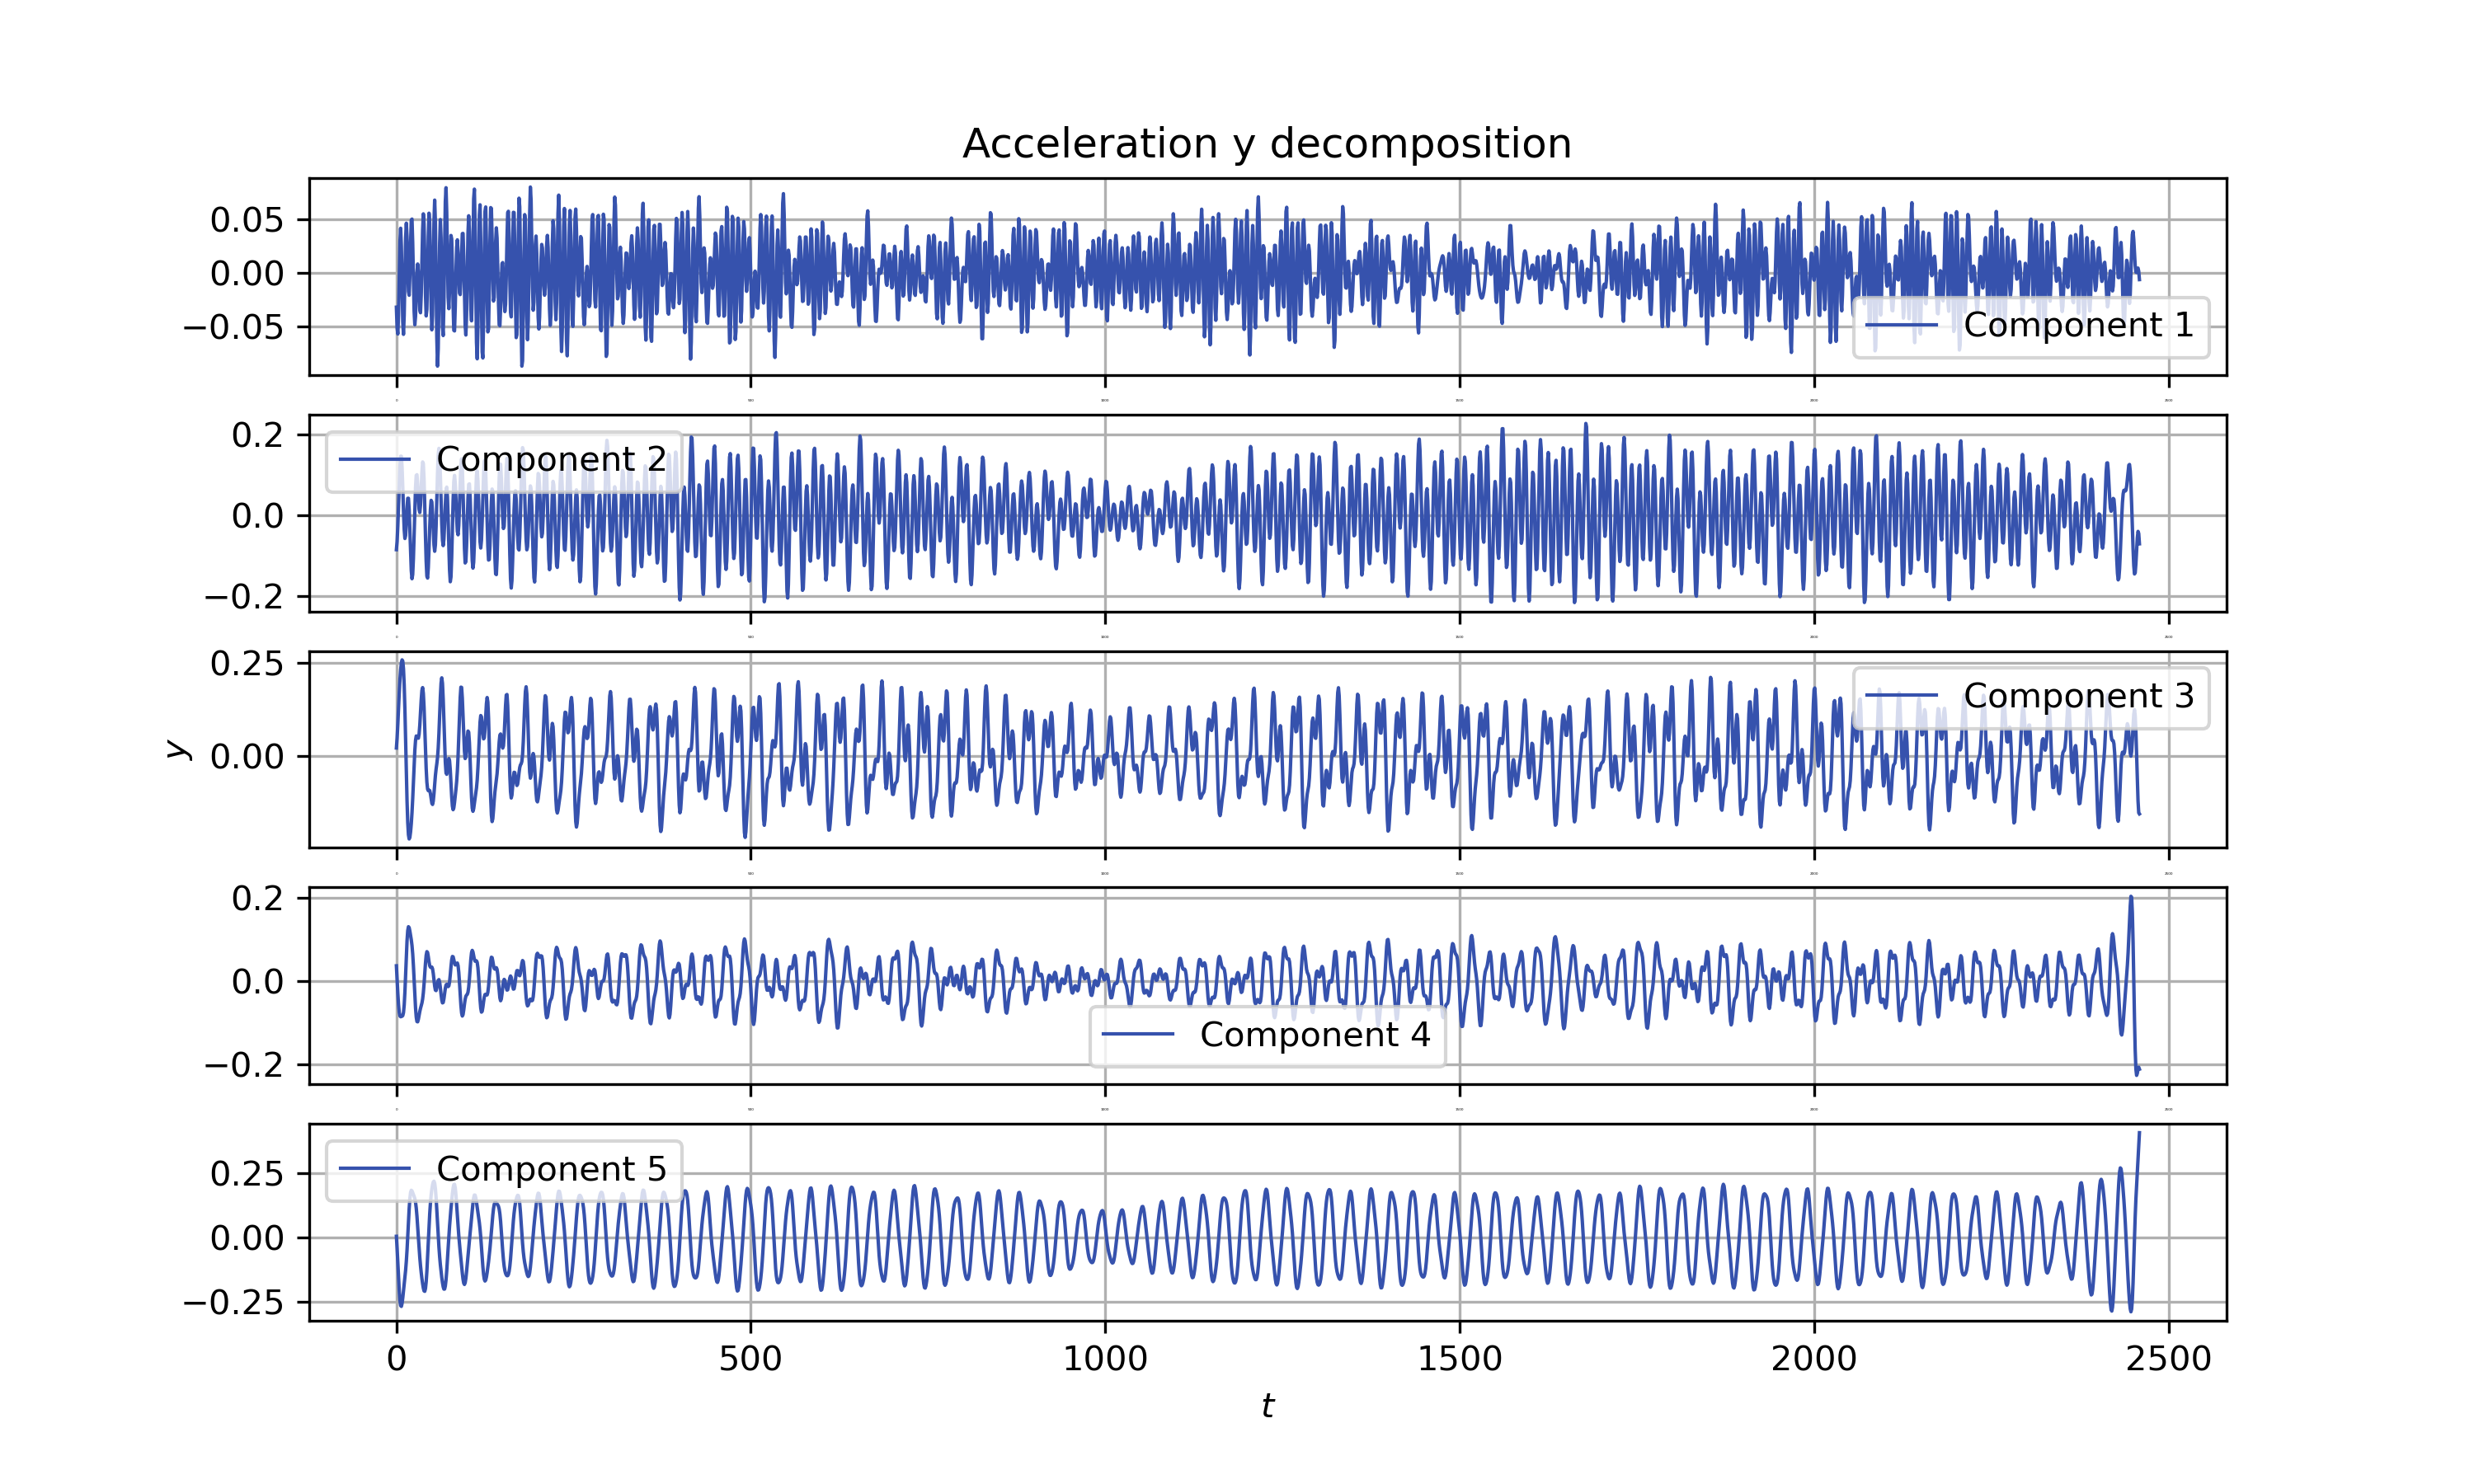 Acceleration y decomposition
0.05
0.00
−0.05
Component 1
0.2
0.0
−0.2
Component 2
0.25
0.00
Component 3
y
0.2
0.0
−0.2
Component 4
0.25
0.00
−0.25
Component 5
0 500 1000 1500 2000 2500
t